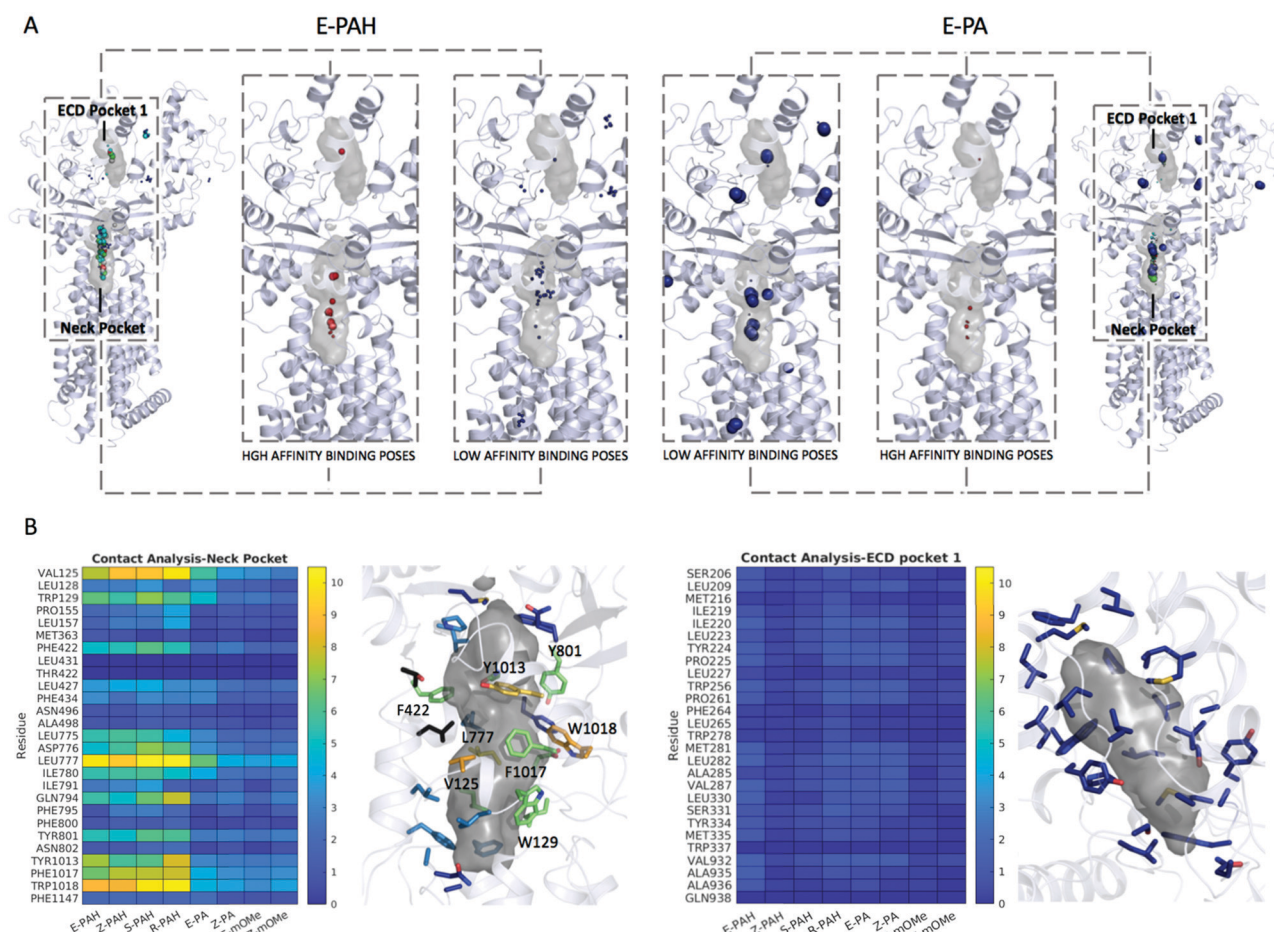 A
E-PAH
E-PA
ECD Pocket 1
Neck Pocket
HGH AFFINITY BINDING POSES
LOW AFFINITY BINDING POSES
LOW AFFINITY BINDING POSES
HGH AFFINITY BINDING POSES
ECD Pocket 1
Neck Pocket
B
Contact Analysis-Neck Pocket
Residue
VAL125
LEU128
TRP129
PRO155
LEU157
MET363
PHE422
LEU431
THR422
LEU427
PHE434
ASN496
ALA498
LEU775
ASP776
LEU777
ILE780
ILE791
GLN794
PHE795
PHE800
TYR801
ASN802
TYR1013
PHE1017
TRP1018
PHE1147
E-PAH
Z-PAH
S-PAH
R-PAH
E-PA
Z-PA
10
9
8
7
6
5
4
3
2
1
0
Y801
Y1013
F422
W1018
L777
F1017
V125
W129
Contact Analysis-ECD pocket 1
Residue
SER206
LEU209
MET216
ILE219
ILE220
LEU223
TYR224
PRO225
LEU227
TRP256
PRO261
PHE264
LEU265
TRP278
MET281
LEU282
ALA285
VAL287
LEU330
SER331
TYR334
MET335
TRP337
VAL932
ALA935
ALA936
GLN938
E-PAH
Z-PAH
S-PAH
R-PAH
E-PA
Z-PA
10
9
8
7
6
5
4
3
2
1
0